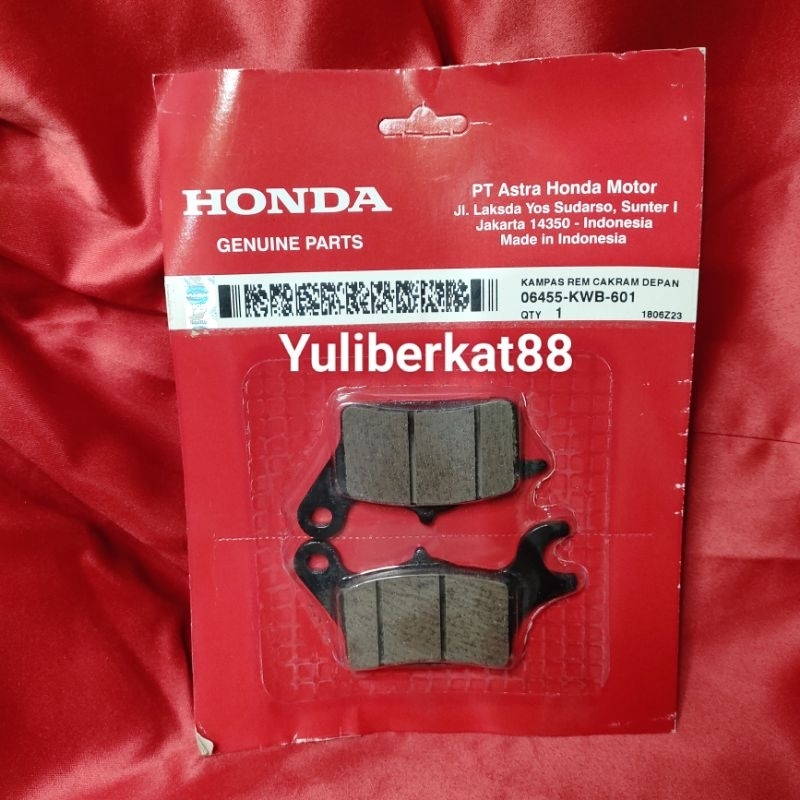 HONDA
GENUINE PARTS
PT Astra Honda Motor
Jl. Laksda Yos Sudarso, Sunter I
Jakarta 14350 - Indonesia
Made in Indonesia
KAMPAS REM CAKRAM DEPAN
06455-KWB-601
QTY 1 1806Z23
Yuliberkat88